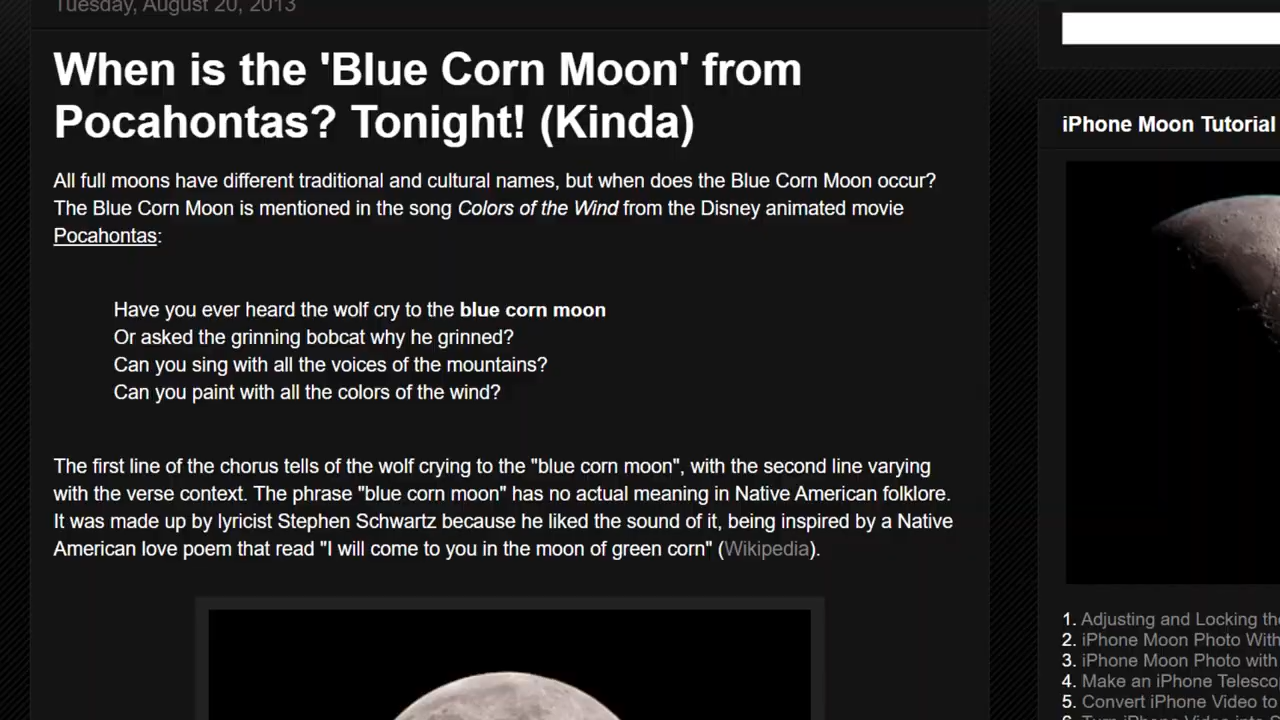 Tuesday, August 20, 2013
When is the 'Blue Corn Moon' from
Pocahontas? Tonight! (Kinda)
All full moons have different traditional and cultural names, but when does the Blue Corn Moon occur?
The Blue Corn Moon is mentioned in the song Colors of the Wind from the Disney animated movie
Pocahontas:
Have you ever heard the wolf cry to the blue corn moon
Or asked the grinning bobcat why he grinned?
Can you sing with all the voices of the mountains?
Can you paint with all the colors of the wind?
The first line of the chorus tells of the wolf crying to the "blue corn moon", with the second line varying
with the verse context. The phrase "blue corn moon" has no actual meaning in Native American folklore.
It was made up by lyricist Stephen Schwartz because he liked the sound of it, being inspired by a Native
American love poem that read "I will come to you in the moon of green corn" (Wikipedia).
iPhone Moon Tutorial
1. Adjusting and Locking
2. iPhone Moon Photo With
3. iPhone Moon Photo with
4. Make an iPhone
5. Convert iPhone Video to